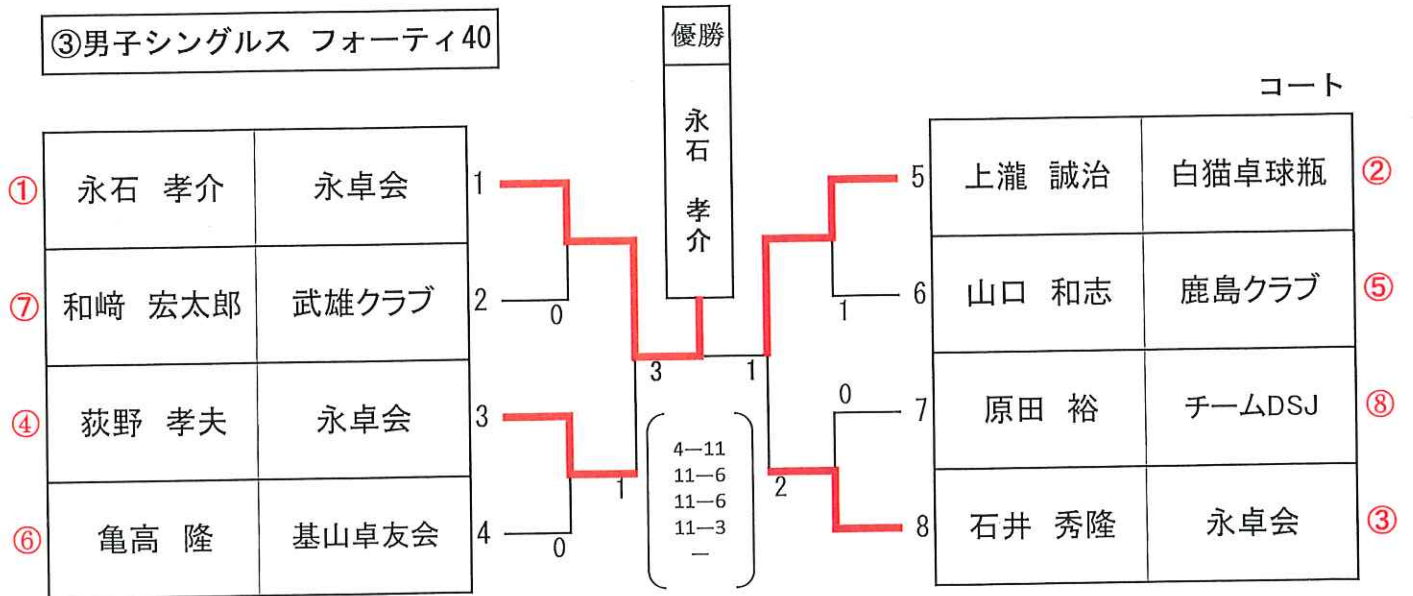 ③男子シングルス フォーティ40
優勝
永石 孝介
コート
① 永石 孝介 永卓会 1
⑦ 和﨑 宏太郎 武雄クラブ 2
0
④ 荻野 孝夫 永卓会 3
⑥ 亀高 隆 基山卓友会 4
0
1
3
1
5 上瀧 誠治 白猫卓球瓶 ②
6 山口 和志 鹿島クラブ ⑤
1
0
7 原田 裕 チームDSJ ⑧
8 石井 秀隆 永卓会 ③
2
4―11
11―6
11―6
11―3
―